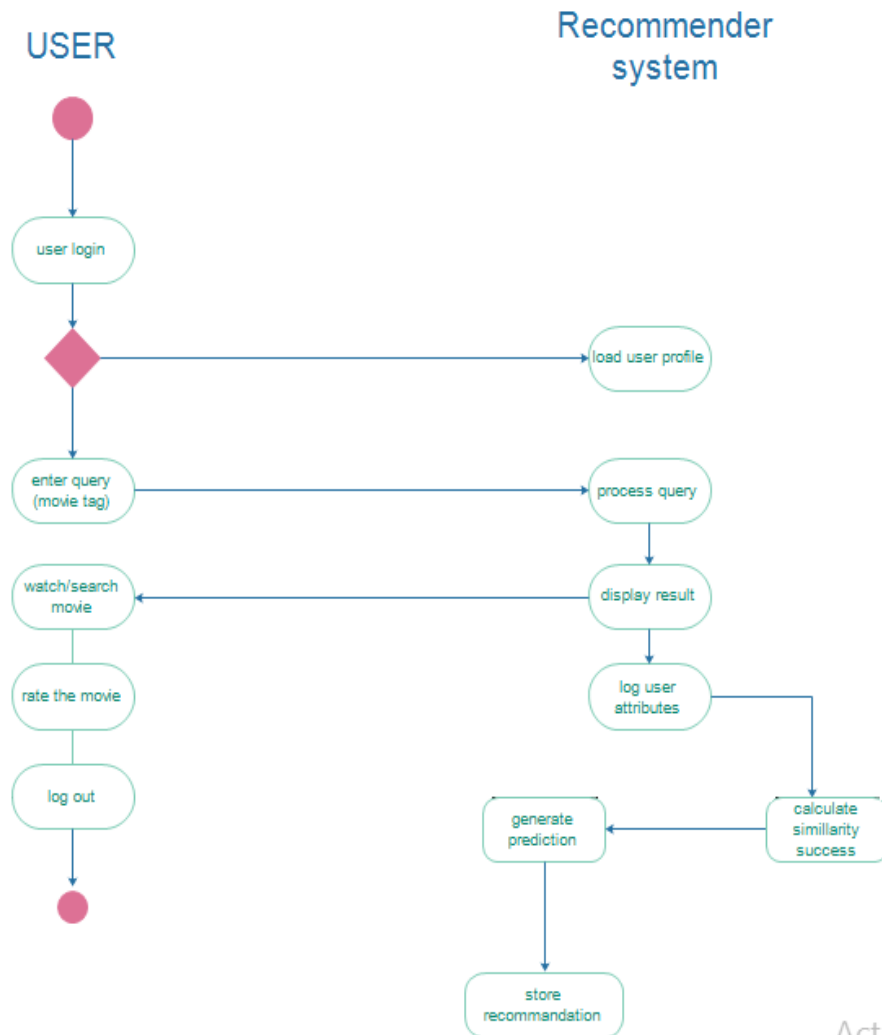 USER
Recommender
system
user login
load user profile
enter query
(movie tag)
process query
watch/search
movie
display result
rate the movie
log user
attributes
log out
generate
prediction
calculate
simillarity
success
store
recommandation
Act